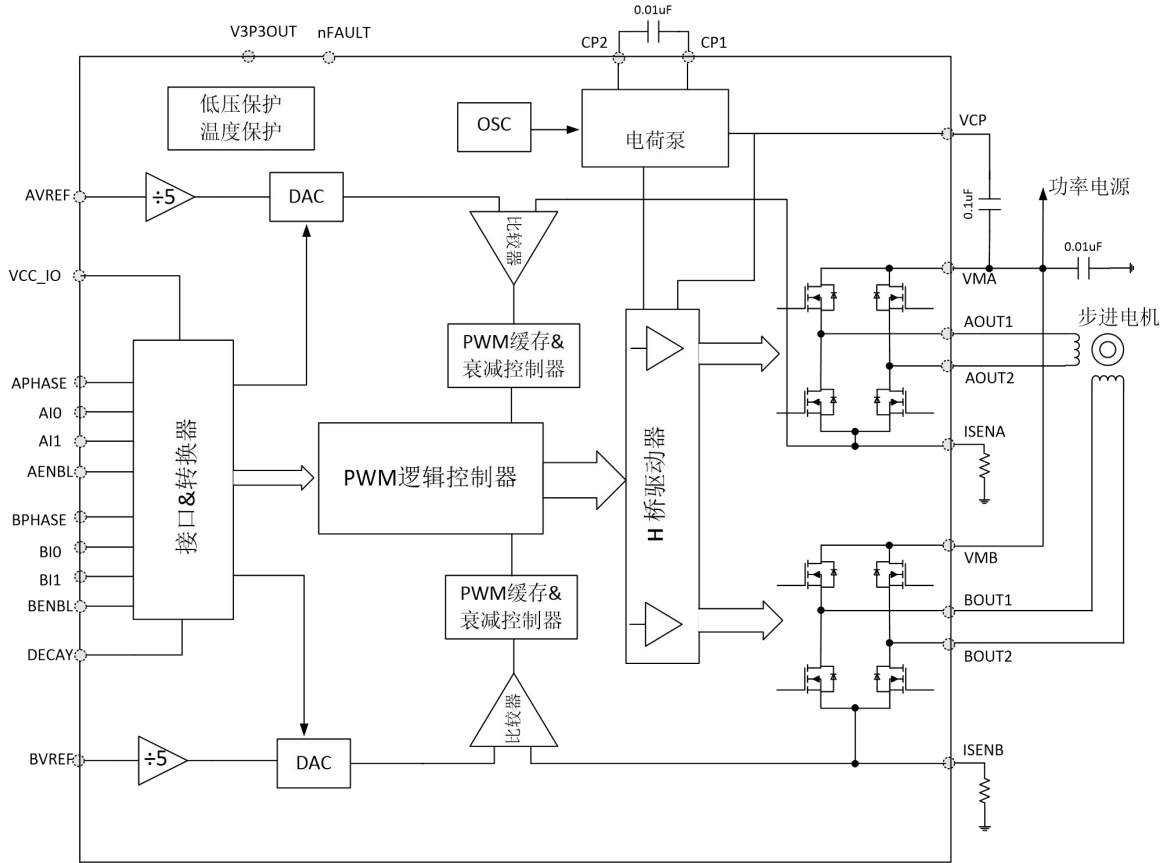 0.01uF
V3P3OUT
nFAULT
CP2
CP1
低压保护
温度保护
OSC
电荷泵
VCP
AVREF
÷5
DAC
比较器
0.1uF
功率电源
0.01uF
VCC_IO
VMA
PWM缓存&
衰减控制器
AOUT1
步进电机
AOUT2
APHASE
AI0
AI1
AENBL
BPHASE
BI0
BI1
BENBL
DECAY
接口&转换器
PWM逻辑控制器
H 桥驱动器
ISENA
VMB
PWM缓存&
衰减控制器
BOUT1
BOUT2
比较器
BVREF
÷5
DAC
ISENB